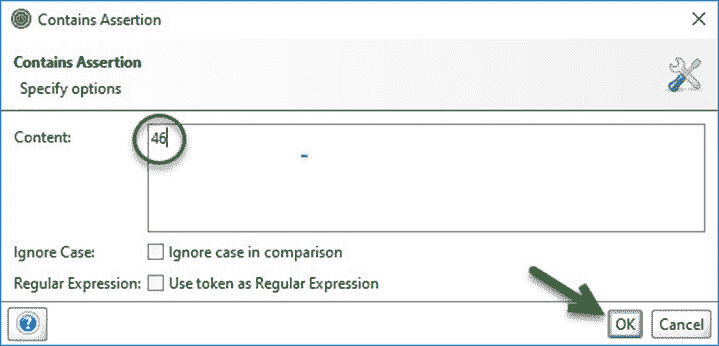 Contains Assertion
Contains Assertion
Specify options
Content: 46
Ignore Case: Ignore case in comparison
Regular Expression: Use token as Regular Expression
? OK Cancel